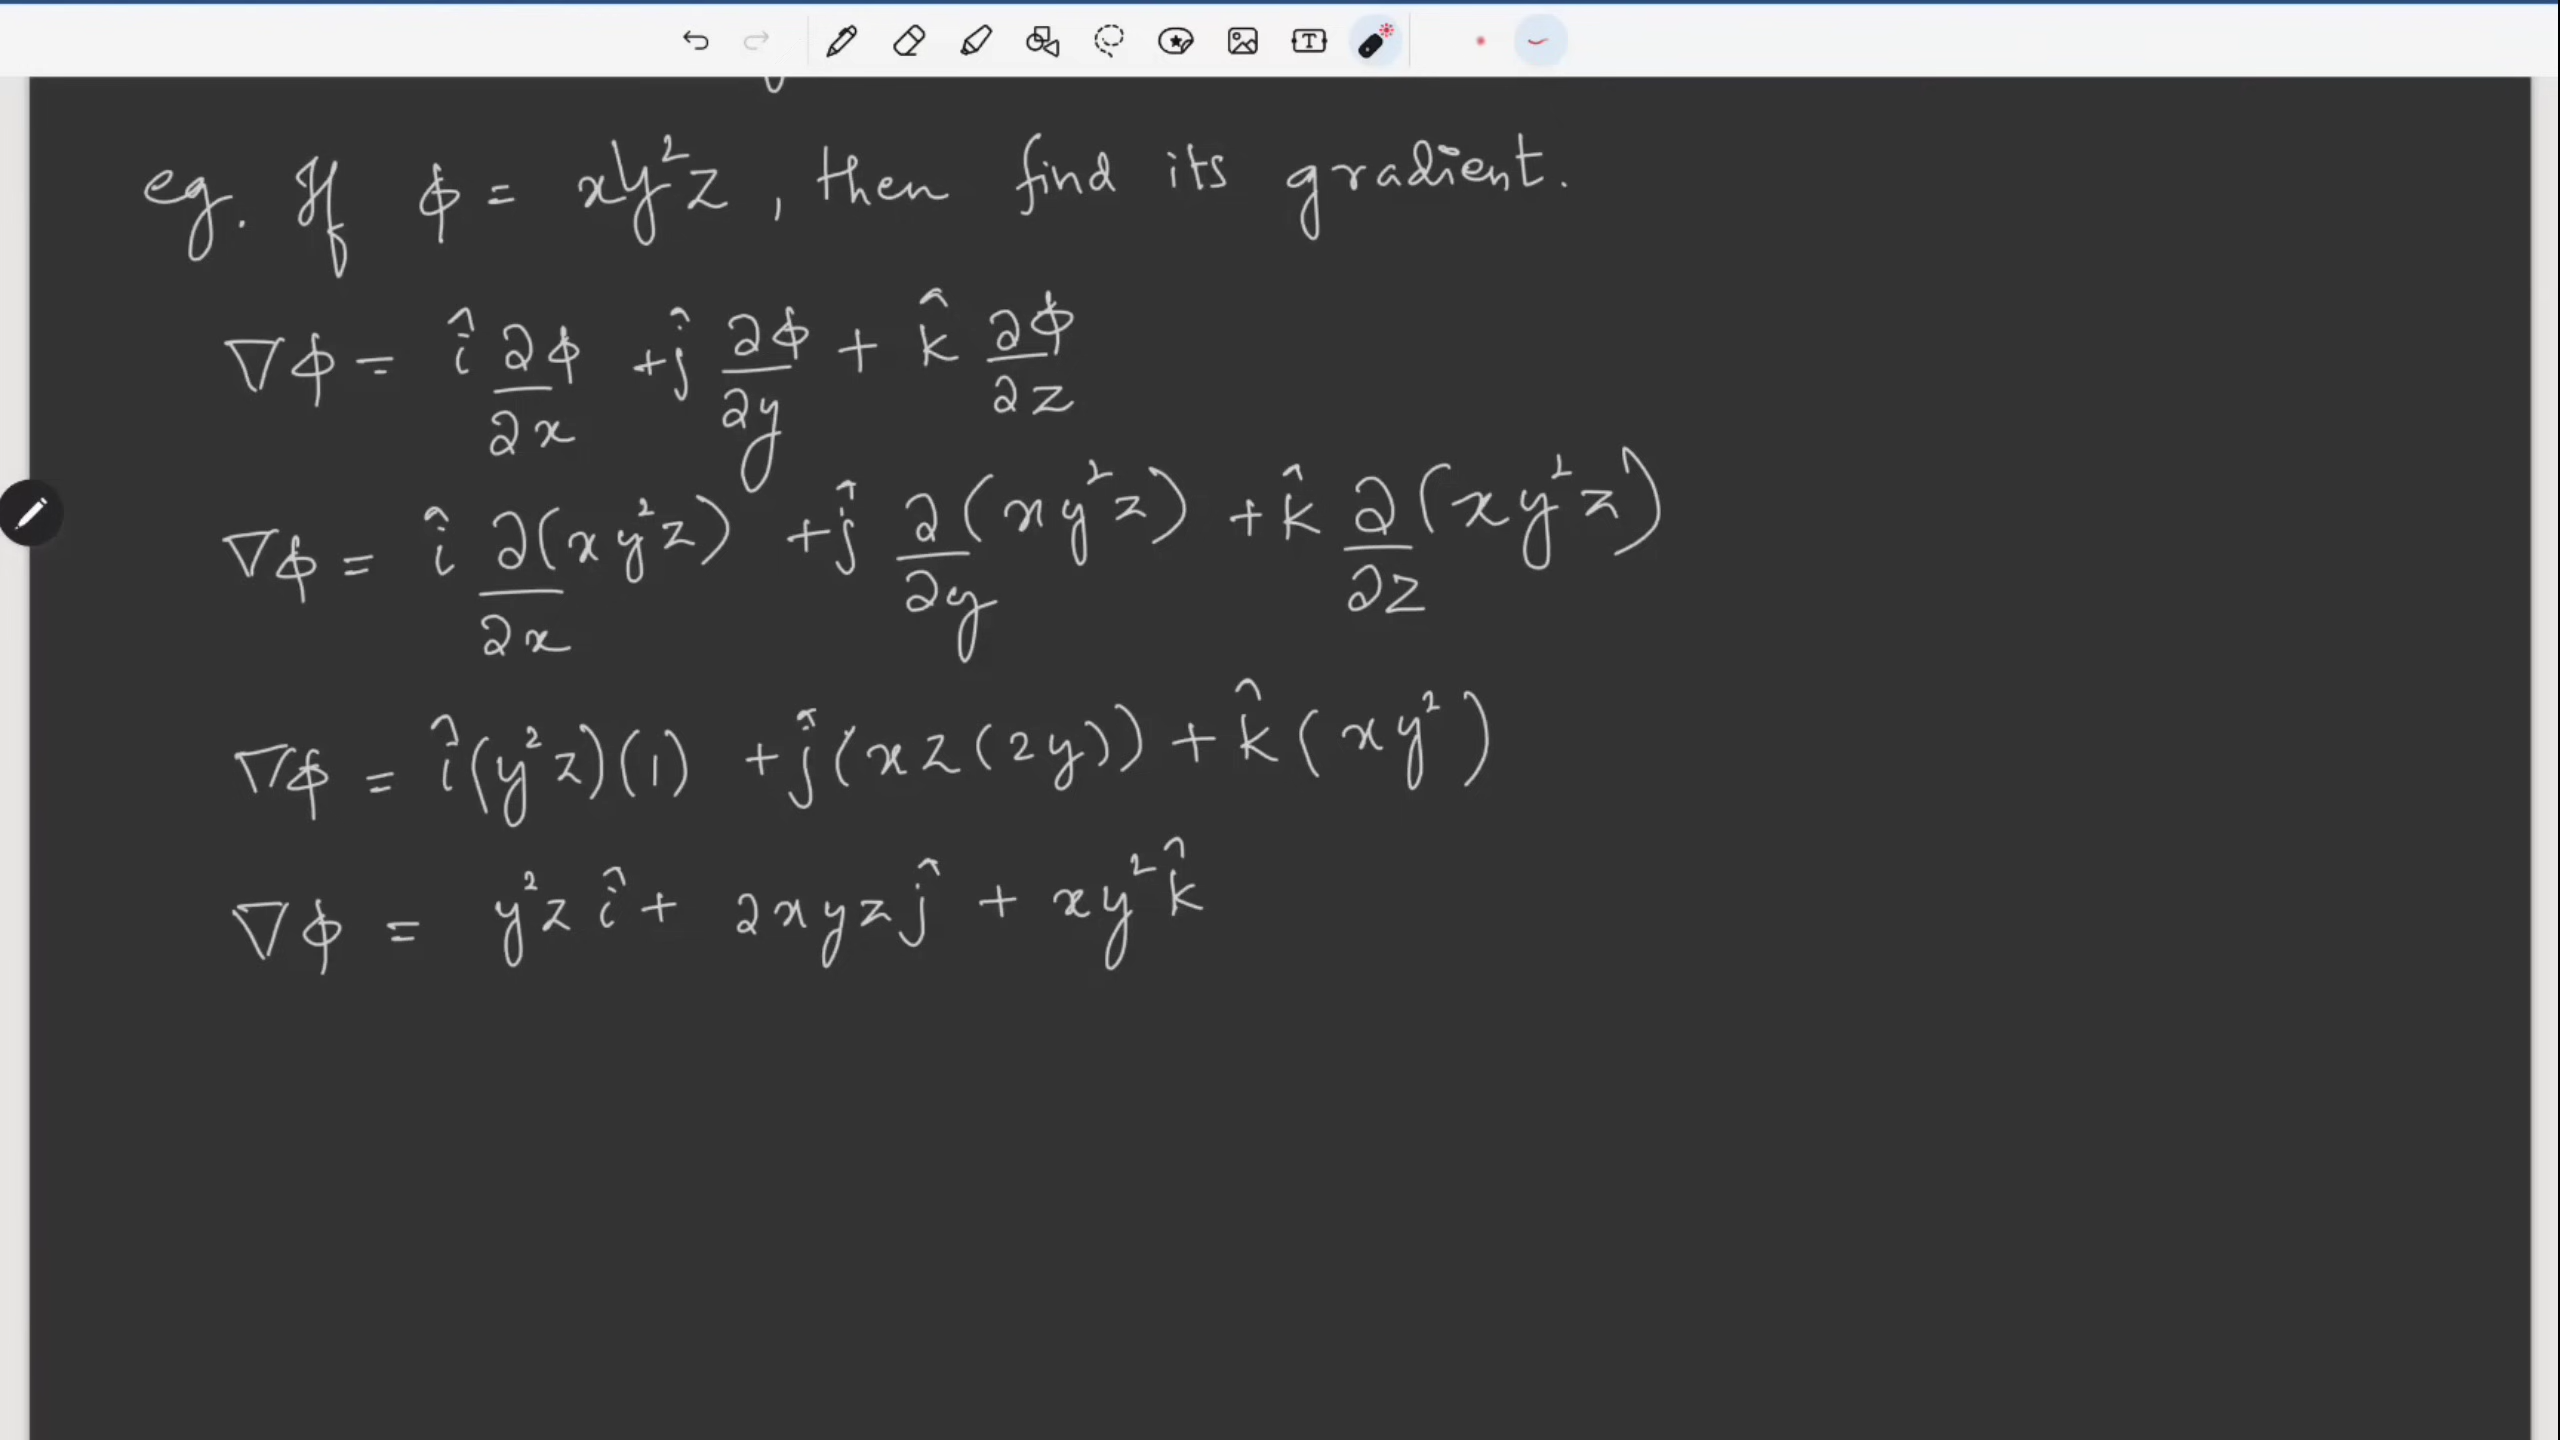 eg. If ϕ = xy²z, then find its gradient.
∇ϕ = î ∂ϕ/∂x + ĵ ∂ϕ/∂y + k̂ ∂ϕ/∂z
∇ϕ = î ∂(xy²z)/∂x + ĵ ∂/∂y (xy²z) + k̂ ∂/∂z (xy²z)
∇ϕ = î(y²z)(1) + ĵ(xz(2y)) + k̂(xy²)
∇ϕ = y²z î + 2xyz ĵ + xy² k̂